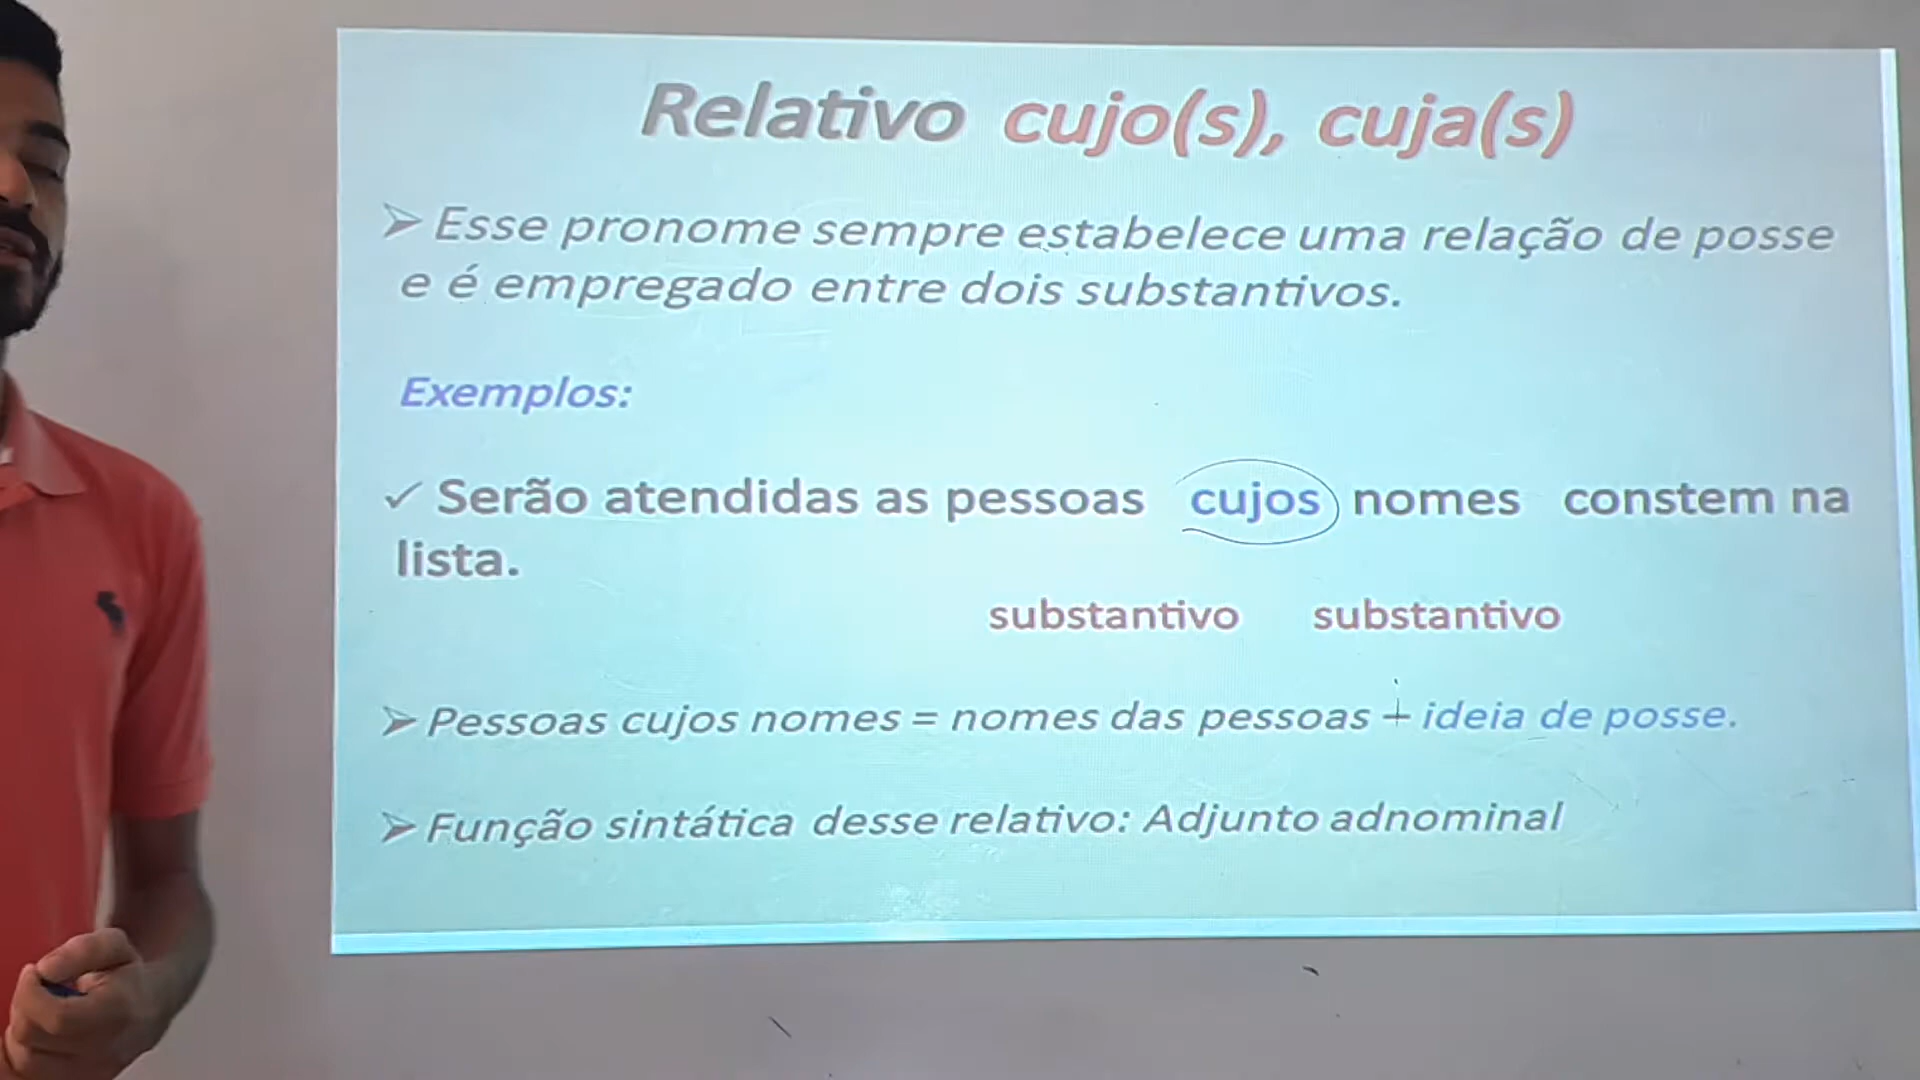 Relativo cujo(s), cuja(s)
➢ Esse pronome sempre estabelece uma relação de posse
e é empregado entre dois substantivos.
Exemplos:
✓ Serão atendidas as pessoas cujos nomes constem na
lista.
substantivo substantivo
➢ Pessoas cujos nomes = nomes das pessoas + ideia de posse.
➢ Função sintática desse relativo: Adjunto adnominal